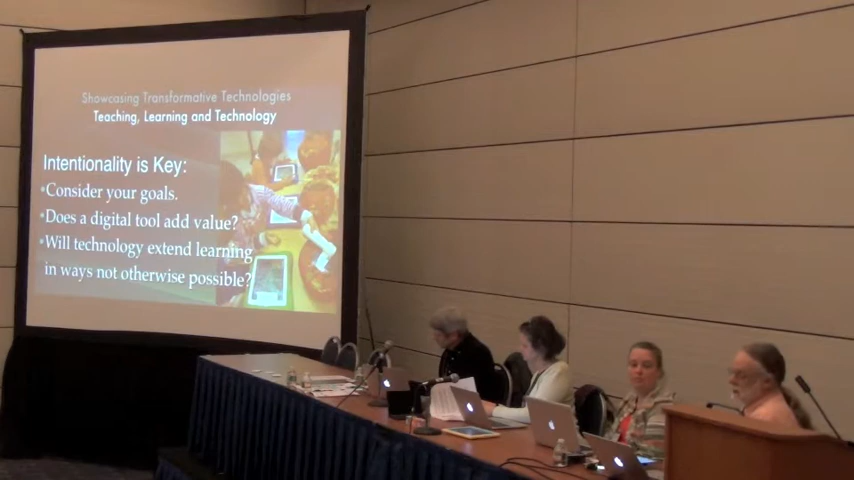 Showcasing Transformative Technologies
Teaching, Learning and Technology
Intentionality is Key:
•Consider your goals.
•Does a digital tool add value?
•Will technology extend learning
in ways not otherwise possible?